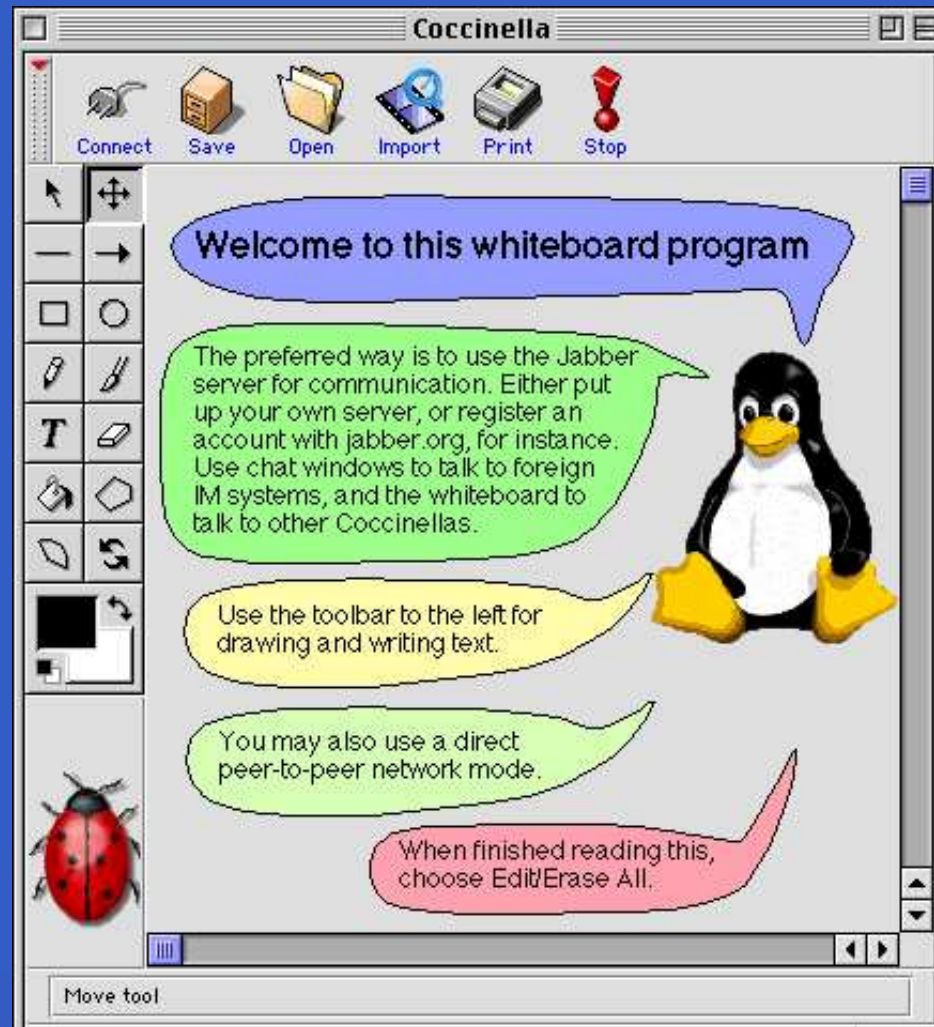 Coccinella
Connect Save Open Import Print Stop
Welcome to this whiteboard program
The preferred way is to use the Jabber
server for communication. Either put
up your own server, or register an
account with jabber.org, for instance.
Use chat windows to talk to foreign
IM systems, and the whiteboard to
talk to other Coccinellas.
T
Use the toolbar to the left for
drawing and writing text.
You may also use a direct
peer-to-peer network mode.
When finished reading this,
choose Edit/Erase All.
Move tool